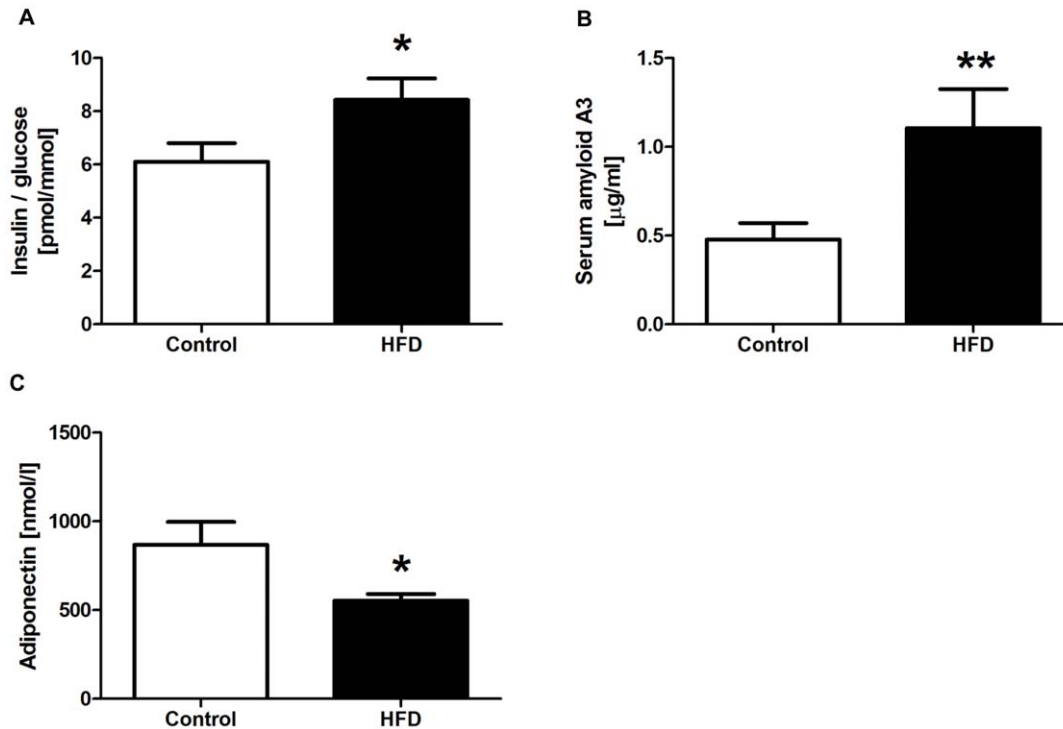 A
Insulin / glucose
[pmol/mmol]
10
8
6
4
2
0
*
Control
HFD
B
Serum amyloid A3
[µg/ml]
1.5
1.0
0.5
0.0
**
Control
HFD
C
Adiponectin [nmol/l]
1500
1000
500
0
*
Control
HFD